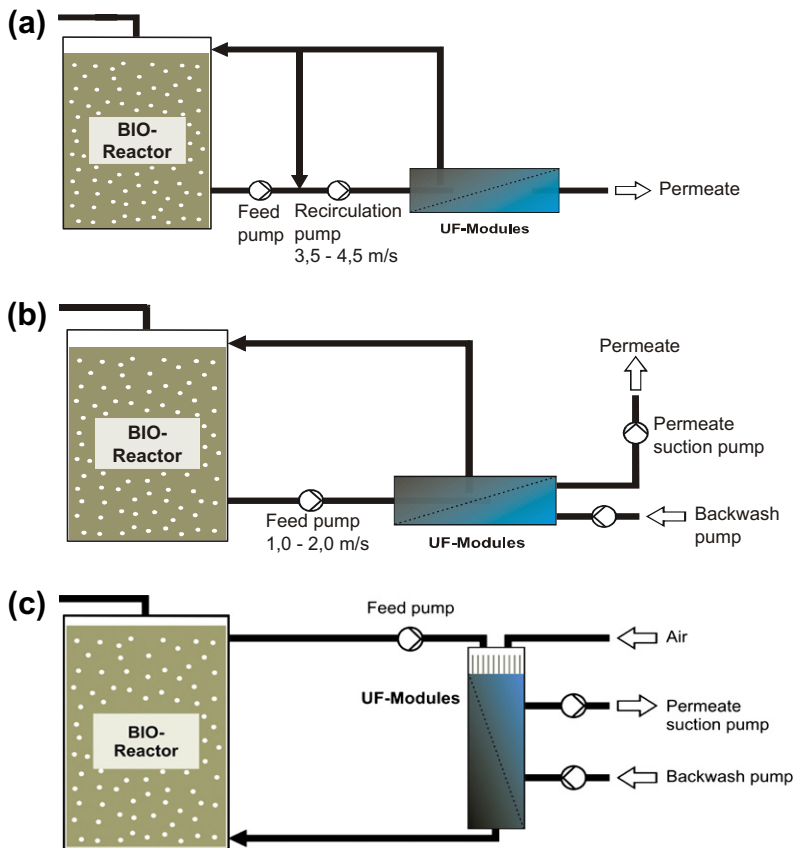 (a)
BIO-
Reactor
Feed
pump
Recirculation
pump
3,5 - 4,5 m/s
UF-Modules
Permeate
(b)
BIO-
Reactor
Feed pump
1,0 - 2,0 m/s
UF-Modules
Permeate
Permeate
suction pump
Backwash
pump
(c)
BIO-
Reactor
Feed pump
UF-Modules
Air
Permeate
suction pump
Backwash pump